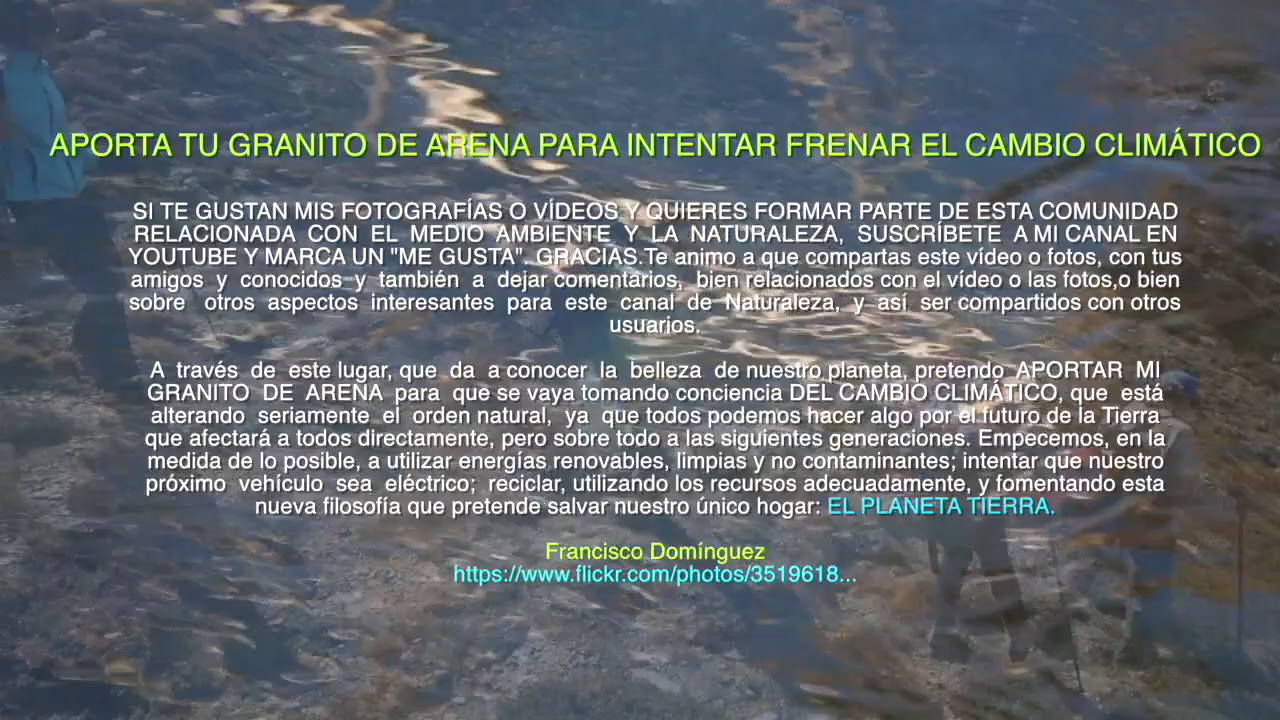 APORTA TU GRANITO DE ARENA PARA INTENTAR FRENAR EL CAMBIO CLIMÁTICO
SI TE GUSTAN MIS FOTOGRAFÍAS O VÍDEOS Y QUIERES FORMAR PARTE DE ESTA COMUNIDAD
RELACIONADA CON EL MEDIO AMBIENTE Y LA NATURALEZA, SUSCRÍBETE A MI CANAL EN
YOUTUBE Y MARCA UN "ME GUSTA". GRACIAS.Te animo a que compartas este vídeo o fotos, con tus
amigos y conocidos y también a dejar comentarios, bien relacionados con el vídeo o las fotos,o bien
sobre otros aspectos interesantes para este canal de Naturaleza, y así ser compartidos con otros
usuarios.
A través de este lugar, que da a conocer la belleza de nuestro planeta, pretendo APORTAR MI
GRANITO DE ARENA para que se vaya tomando conciencia DEL CAMBIO CLIMÁTICO, que está
alterando seriamente el orden natural, ya que todos podemos hacer algo por el futuro de la Tierra
que afectará a todos directamente, pero sobre todo a las siguientes generaciones. Empecemos, en la
medida de lo posible, a utilizar energías renovables, limpias y no contaminantes; intentar que nuestro
próximo vehículo sea eléctrico; reciclar, utilizando los recursos adecuadamente, y fomentando esta
nueva filosofía que pretende salvar nuestro único hogar: EL PLANETA TIERRA.
Francisco Domínguez
https://www.flickr.com/photos/3519618...